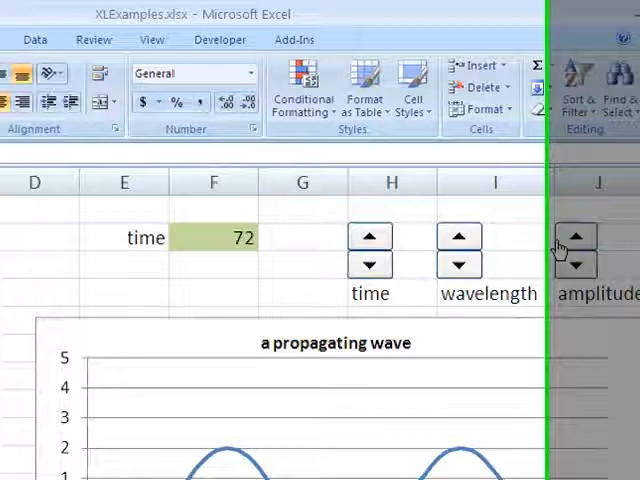 XLExamples.xlsx - Microsoft Excel
Data Review View Developer Add-Ins
General
Insert
Σ
Delete
$ % ,
Conditional Formatting
Format as Table
Cell Styles
Format
Sort & Filter
Find & Select
Alignment Number Styles Cells Editing
D E F G H I J
time 72
time wavelength amplitude
a propagating wave
5
4
3
2
1